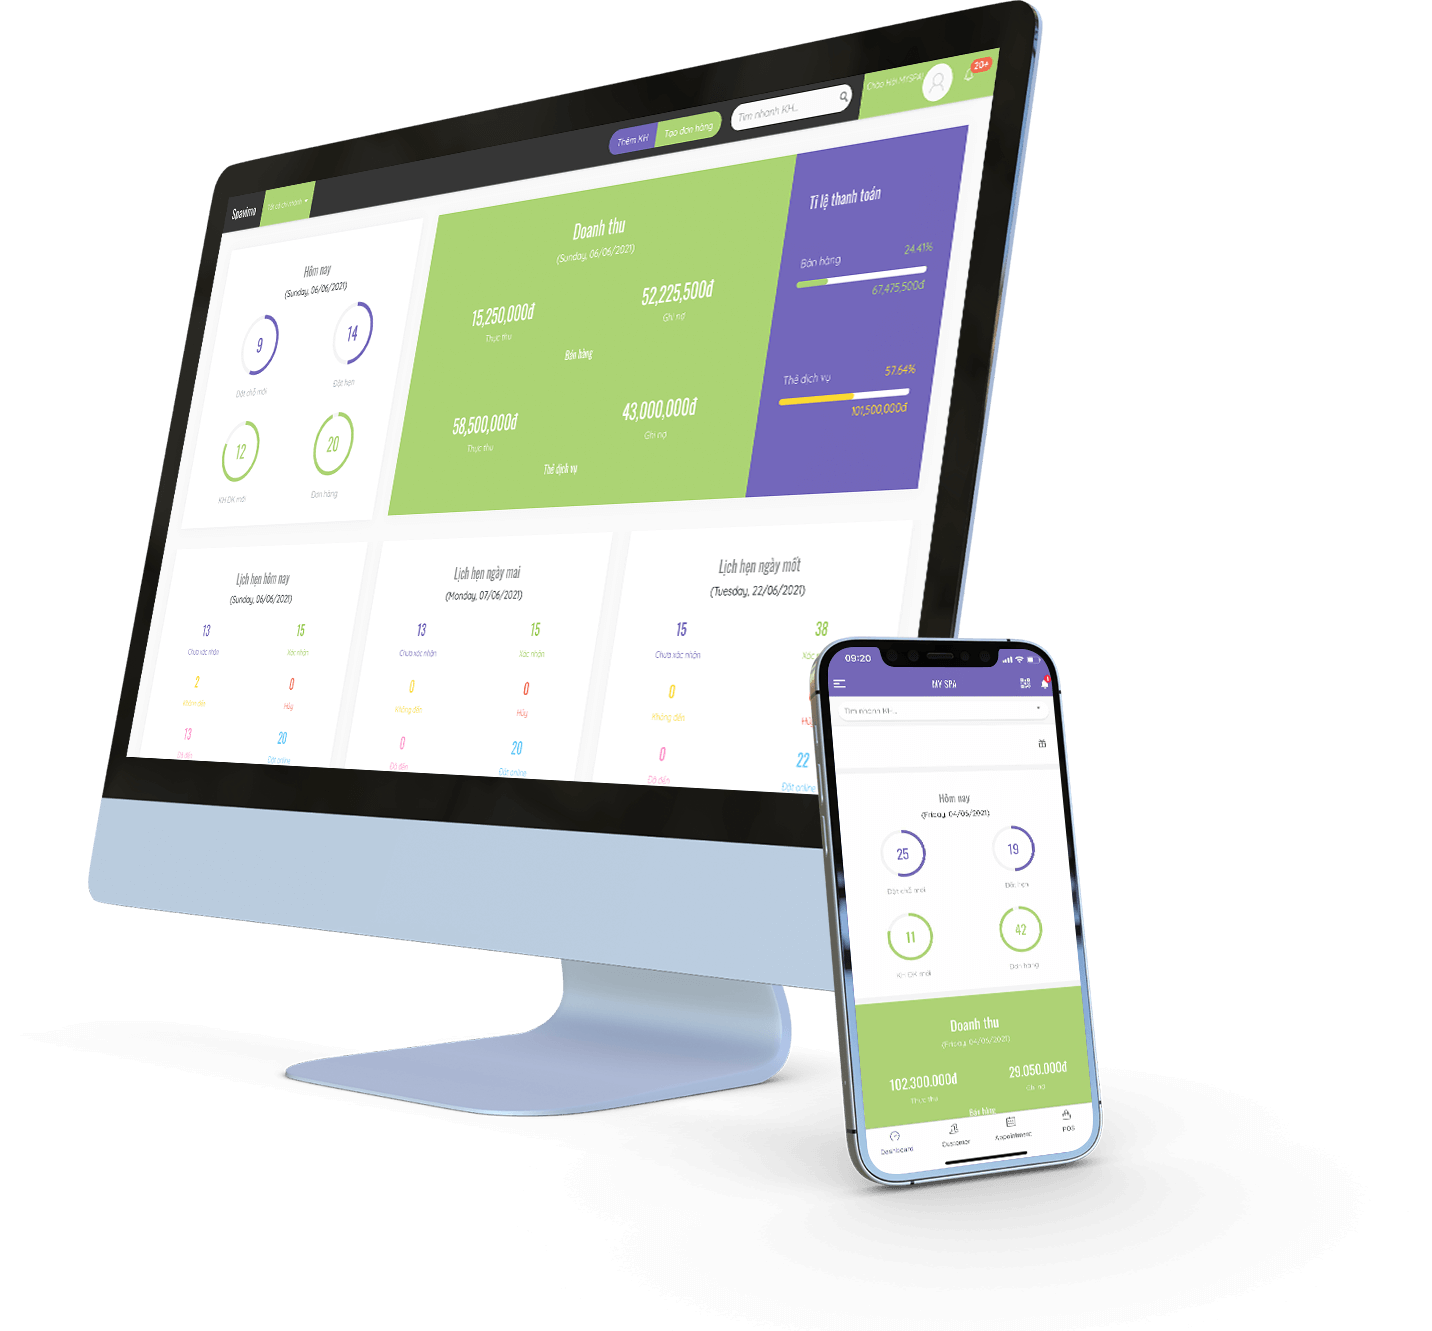 Spavimo
Tất cả chi nhánh
Thêm KH
Tạo đơn hàng
Tìm nhanh KH...
Chào Hoi MYSPA!
20+
Hôm nay
(Sunday, 06/06/2021)
9
Đặt chỗ mới
14
Đặt hẹn
12
KH ĐK mới
20
Đơn hàng
Doanh thu
(Sunday, 06/06/2021)
15,250,000đ
Thực thu
52,225,500đ
Ghi nợ
Bán hàng
58,500,000đ
Thực thu
43,000,000đ
Ghi nợ
Thẻ dịch vụ
Tỉ lệ thanh toán
Bán hàng
24.41%
67,475,500đ
Thẻ dịch vụ
57.64%
101,500,000đ
Lịch hẹn hôm nay
(Sunday, 06/06/2021)
13
Chưa xác nhận
15
Xác nhận
2
Không đến
0
Hủy
13
Đã đến
20
Đặt online
Lịch hẹn ngày mai
(Monday, 07/06/2021)
13
Chưa xác nhận
15
Xác nhận
0
Không đến
0
Hủy
0
Đã đến
20
Đặt online
Lịch hẹn ngày mốt
(Tuesday, 22/06/2021)
15
Chưa xác nhận
38
Xác
0
Không đến
Hủy
0
Đã đến
22
Đặt online
09:20
MY SPA
Tìm nhanh KH...
Hôm nay
(Friday, 04/06/2021)
25
Đặt chỗ mới
19
Đặt hẹn
11
KH ĐK mới
42
Đơn hàng
Doanh thu
(Friday, 04/06/2021)
102.300.000đ
Thực thu
29.050.000đ
Ghi nợ
Bán hàng
Dashboard
Customer
Appointment
POS